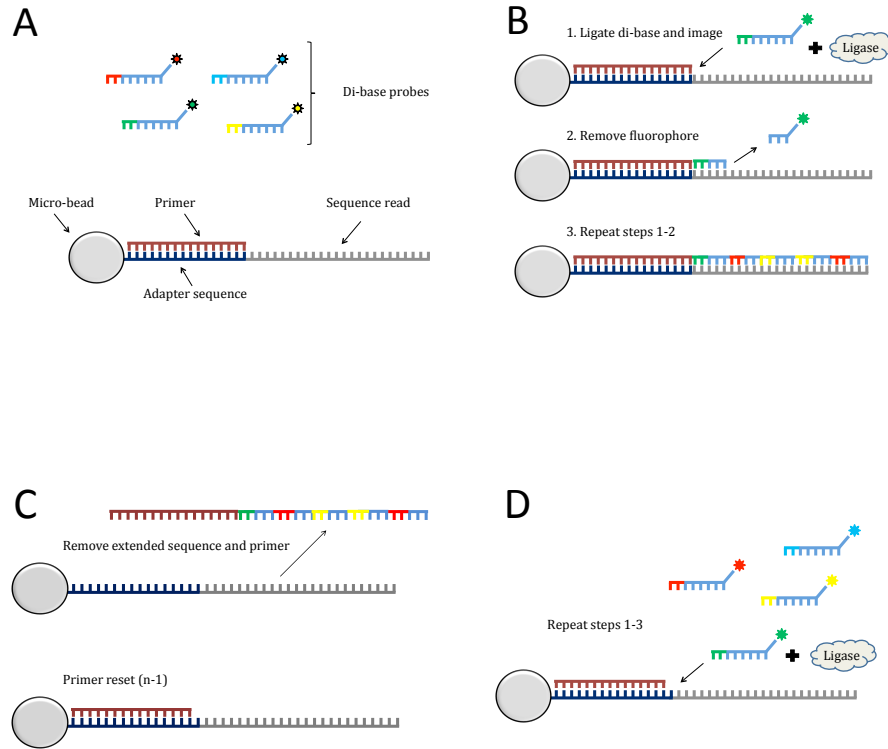 A
Di-base probes
Micro-bead
Primer
Sequence read
Adapter sequence
B
1. Ligate di-base and image
Ligase
2. Remove fluorophore
3. Repeat steps 1-2
C
Remove extended sequence and primer
Primer reset (n-1)
D
Repeat steps 1-3
Ligase